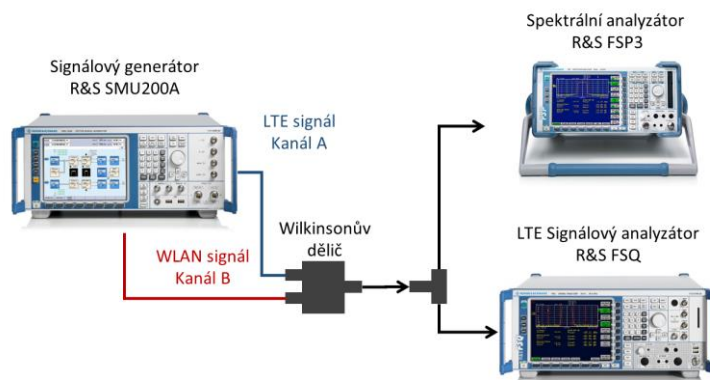 Spektrální analyzátor
R&S FSP3
Signálový generátor
R&S SMU200A
LTE signál
Kanál A
Wilkinsonův
dělič
WLAN signál
Kanál B
LTE Signálový analyzátor
R&S FSQ